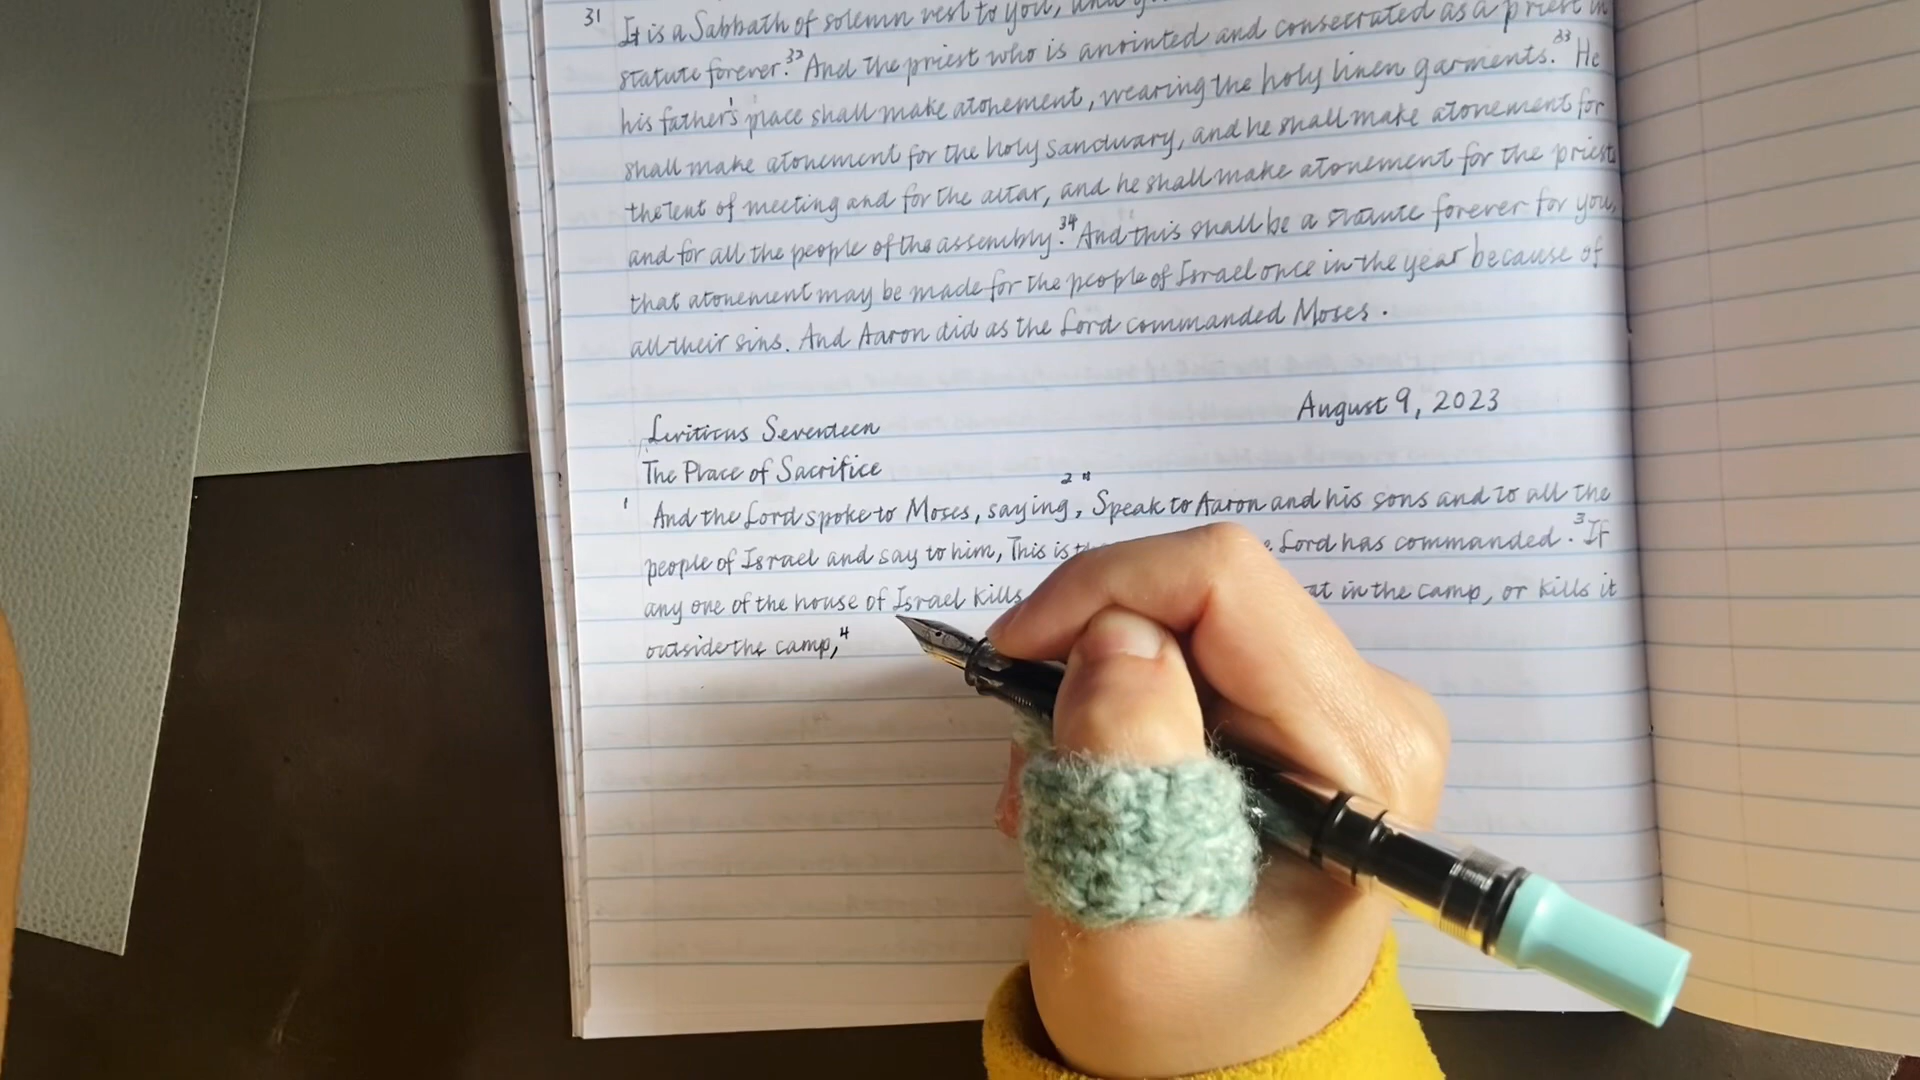 31 It is a Sabbath of solemn rest to you,
statute forever. 32 And the priest who is anointed and consecrated as a priest in
his father's place shall make atonement, wearing the holy linen garments. 33 He
shall make atonement for the holy sanctuary, and he shall make atonement for
the tent of meeting and for the altar, and he shall make atonement for the priest
and for all the people of the assembly. 34 And this shall be a statute forever for you,
that atonement may be made for the people of Israel once in the year because of
all their sins. And Aaron did as the Lord commanded Moses.
August 9, 2023
Leviticus Seventeen
The Place of Sacrifice
1 And the Lord spoke to Moses, saying, 2 "Speak to Aaron and his sons and to all the
people of Israel and say to him, This is Lord has commanded. 3 If
any one of the house of Israel kills in the camp, or kills it
outside the camp, 4